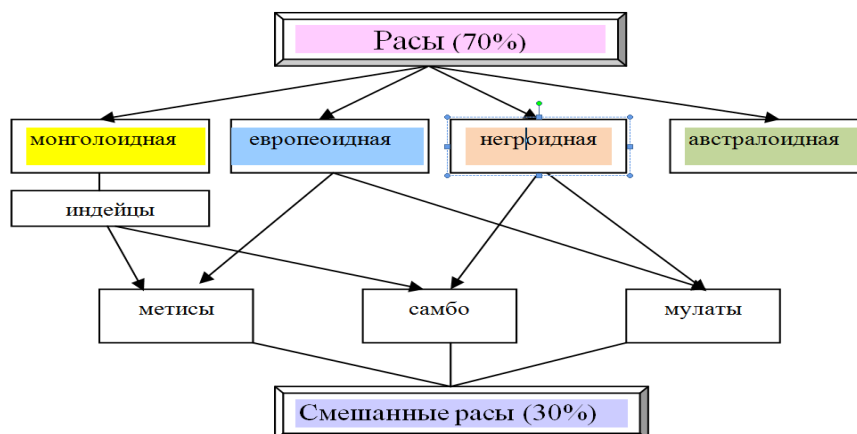 Расы (70%)
монголоидная
европеоидная
негроидная
австралоидная
индейцы
метисы
самбо
мулаты
Смешанные расы (30%)